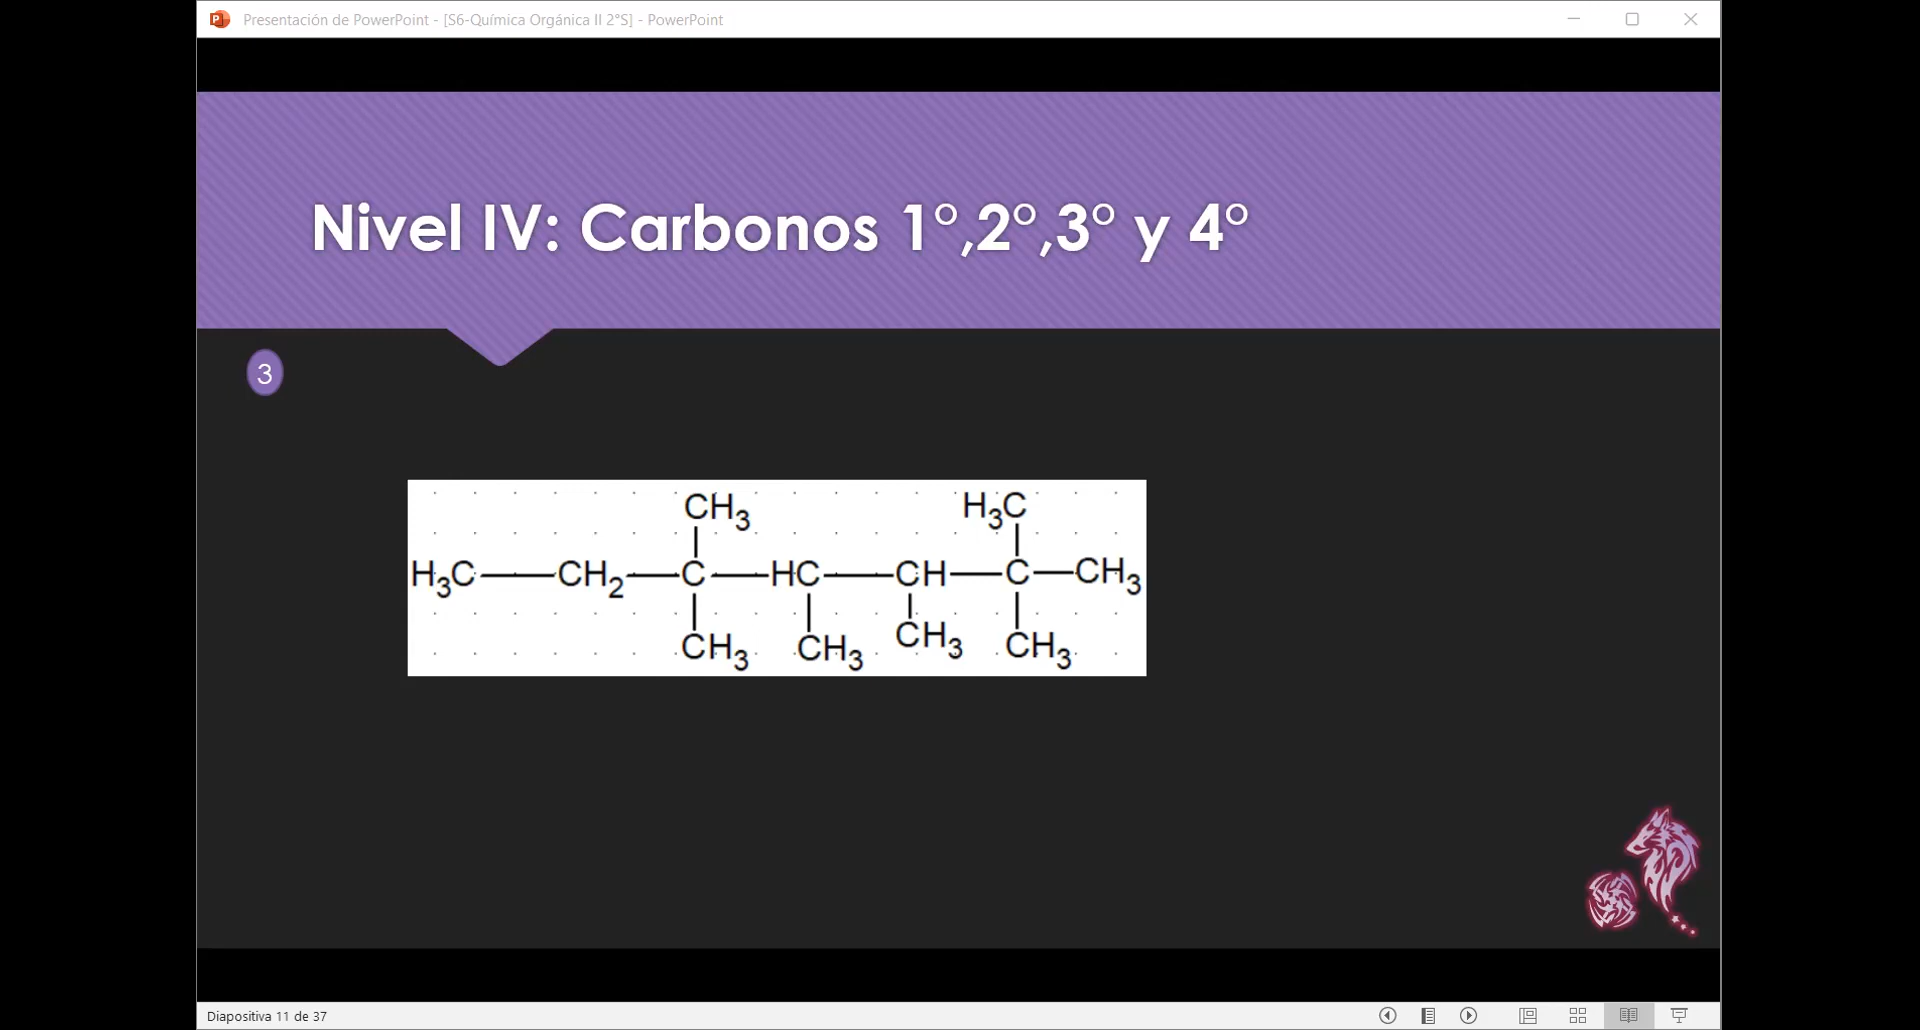 Presentación de PowerPoint - [S6-Química Orgánica II 2°S] - PowerPoint
Nivel IV: Carbonos 1°,2°,3° y 4°
3
CH3 H3C
H3C CH2 C HC CH C CH3
CH3 CH3 CH3 CH3
Diapositiva 11 de 37